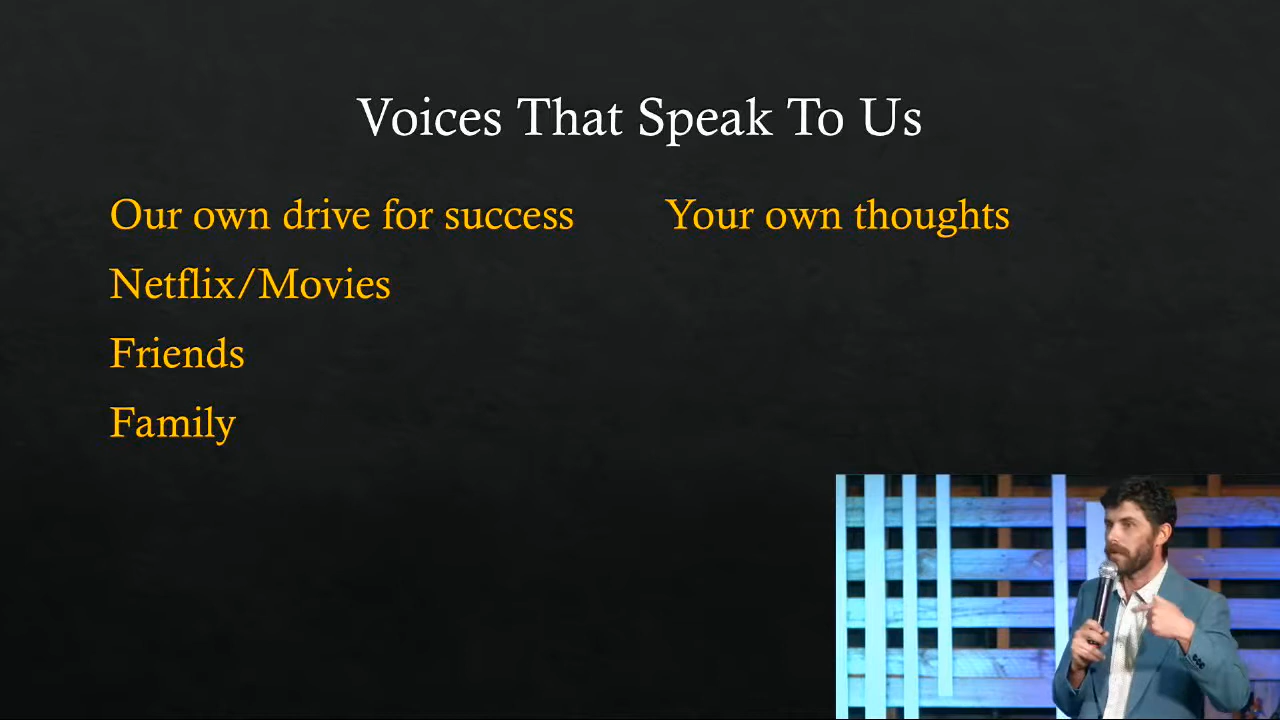 Voices That Speak To Us
Our own drive for success
Netflix/Movies
Friends
Family
Your own thoughts